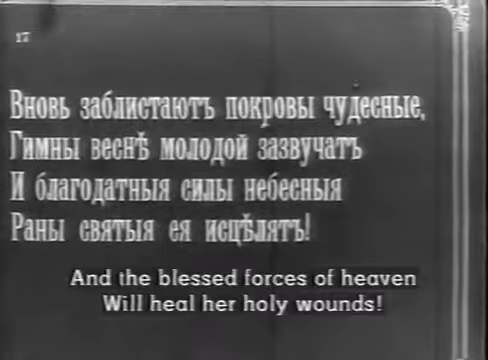 17
Вновь заблистаютъ покровы чудесные,
Гимны веснѣ молодой зазвучатъ
И благодатныя силы небесныя
Раны святыя ея исцѣлятъ!
And the blessed forces of heaven
Will heal her holy wounds!